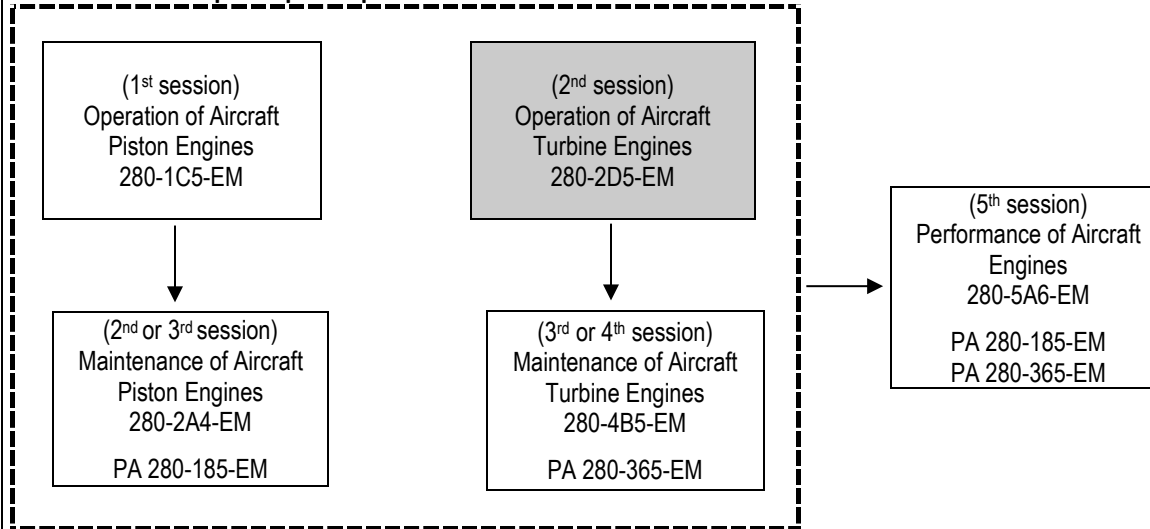 (1st session)
Operation of Aircraft
Piston Engines
280-1C5-EM
(2nd session)
Operation of Aircraft
Turbine Engines
280-2D5-EM
(2nd or 3rd session)
Maintenance of Aircraft
Piston Engines
280-2A4-EM
PA 280-185-EM
(3rd or 4th session)
Maintenance of Aircraft
Turbine Engines
280-4B5-EM
PA 280-365-EM
(5th session)
Performance of Aircraft
Engines
280-5A6-EM
PA 280-185-EM
PA 280-365-EM